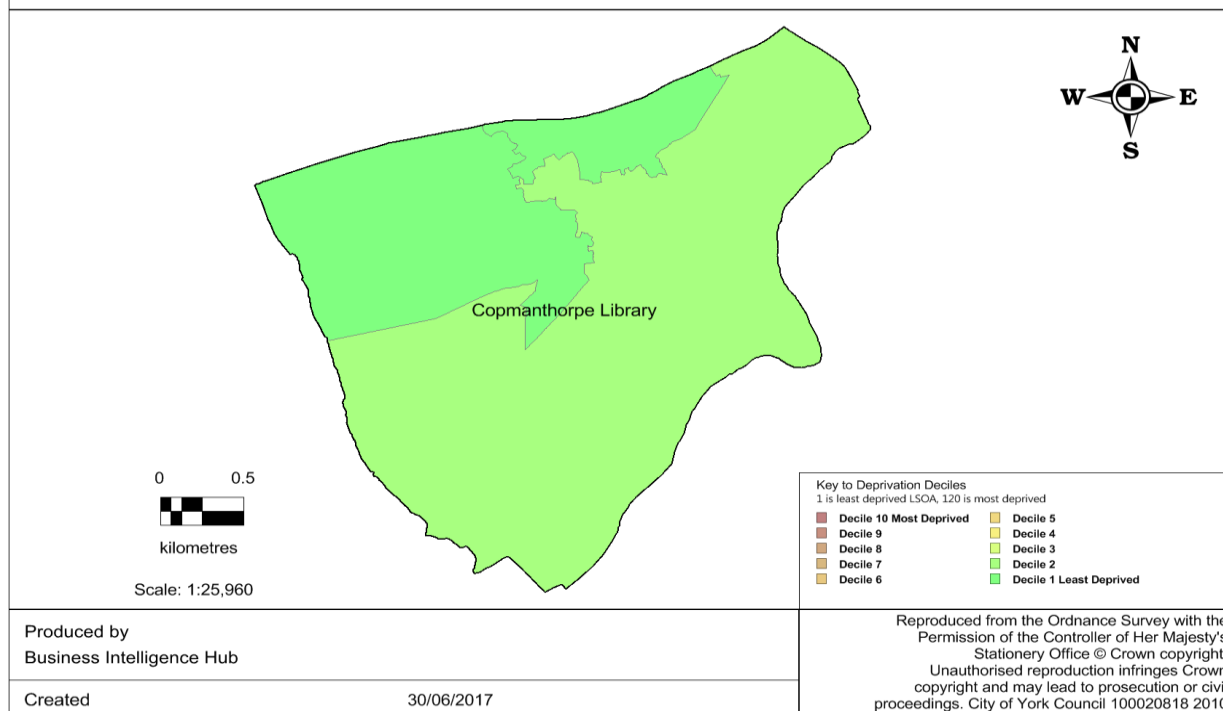 N
W E
S
Copmanthorpe Library
0 0.5
kilometres
Scale: 1:25,960
Key to Deprivation Deciles
1 is least deprived LSOA, 120 is most deprived
Decile 10 Most Deprived
Decile 9
Decile 8
Decile 7
Decile 6
Decile 5
Decile 4
Decile 3
Decile 2
Decile 1 Least Deprived
Produced by
Business Intelligence Hub
Created 30/06/2017
Reproduced from the Ordnance Survey with the
Permission of the Controller of Her Majesty's
Stationery Office © Crown copyright
Unauthorised reproduction infringes Crown
copyright and may lead to prosecution or civi
proceedings. City of York Council 100020818 2010